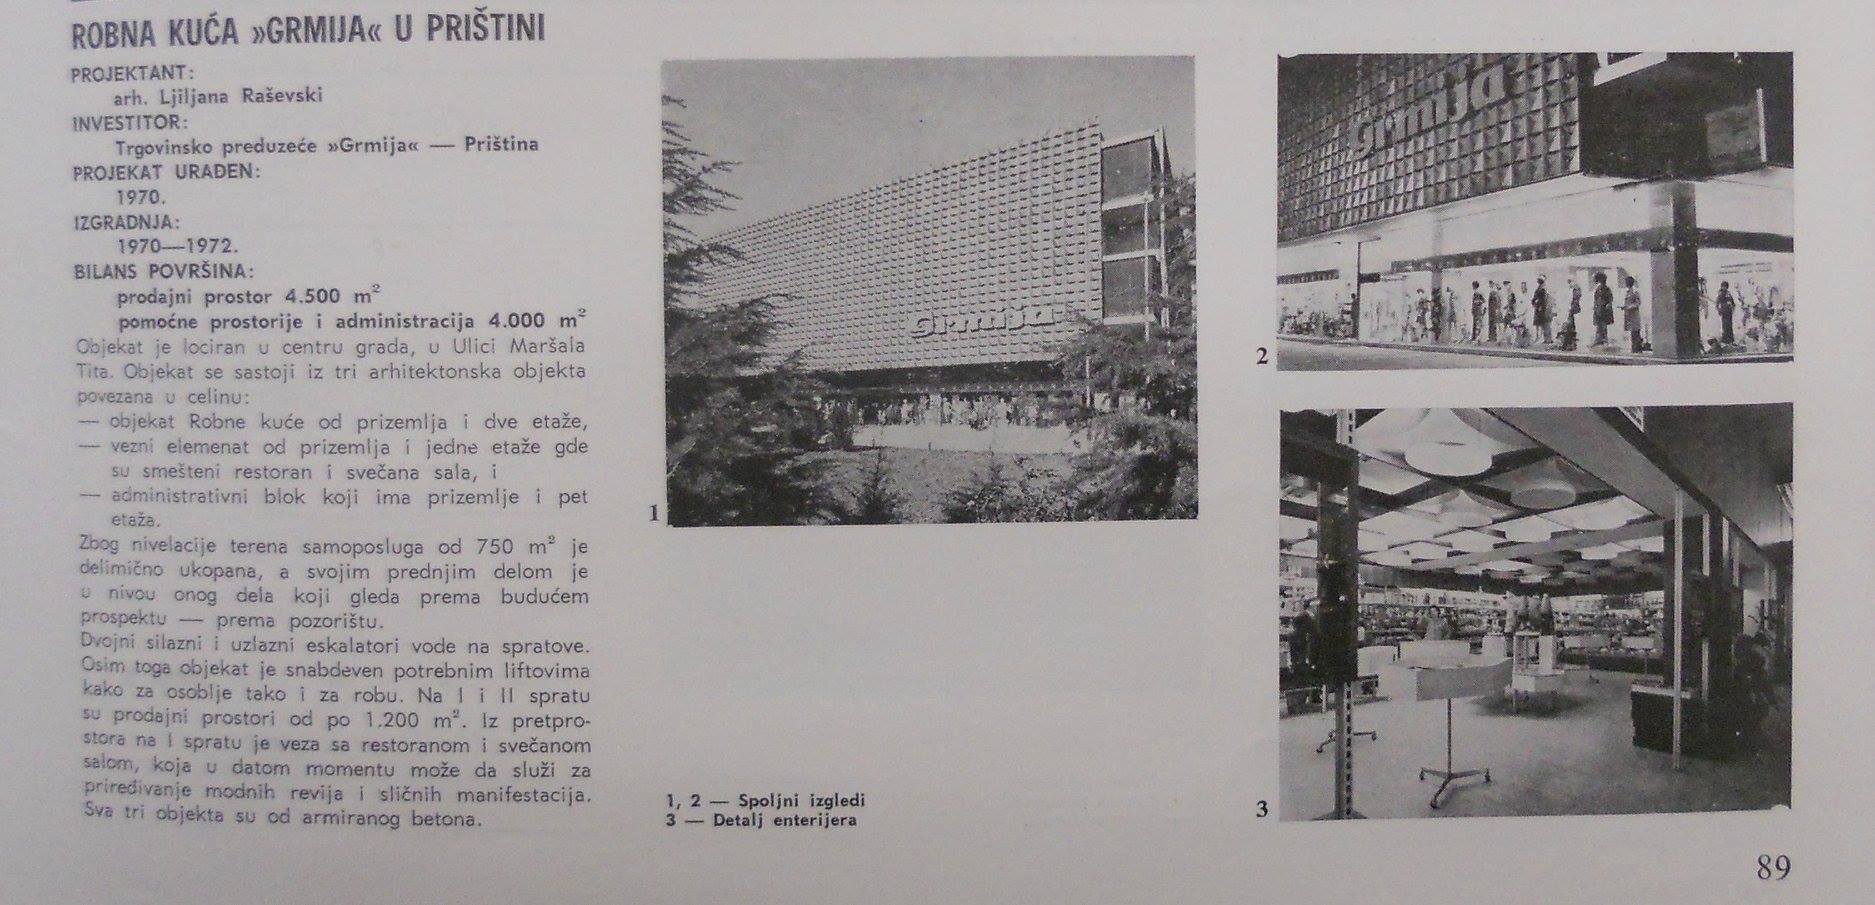 ROBNA KUĆA »GRMIJA« U PRIŠTINI
PROJEKTANT:
arh. Ljiljana Raševski
INVESTITOR:
Trgovinsko preduzeće »Grmija« — Priština
PROJEKAT URAĐEN:
1970.
IZGRADNJA:
1970—1972.
BILANS POVRŠINA:
prodajni prostor 4.500 m²
pomoćne prostorije i administracija 4.000 m²
Objekat je lociran u centru grada, u Ulici Maršala
Tita. Objekat se sastoji iz tri arhitektonska objekta
povezana u celinu:
— objekat Robne kuće od prizemlja i dve etaže,
— vezni elemenat od prizemlja i jedne etaže gde
su smešteni restoran i svečana sala, i
— administrativni blok koji ima prizemlje i pet
etaža.
Zbog nivelacije terena samoposluga od 750 m² je
delimično ukopana, a svojim prednjim delom je
u nivou onog dela koji gleda prema budućem
prospektu — prema pozorištu.
Dvojni silazni i uzlazni eskalatori vode na spratove.
Osim toga objekat je snabdeven potrebnim liftovima
kako za osoblje tako i za robu. Na I i II spratu
su prodajni prostori od po 1.200 m². Iz pretpro-
stora na I spratu je veza sa restoranom i svečanom
salom, koja u datom momentu može da služi za
priređivanje modnih revija i sličnih manifestacija.
Sva tri objekta su od armiranog betona.
grmija
1
grmija
2
3
1, 2 — Spoljni izgledi
3 — Detalj enterijera
89